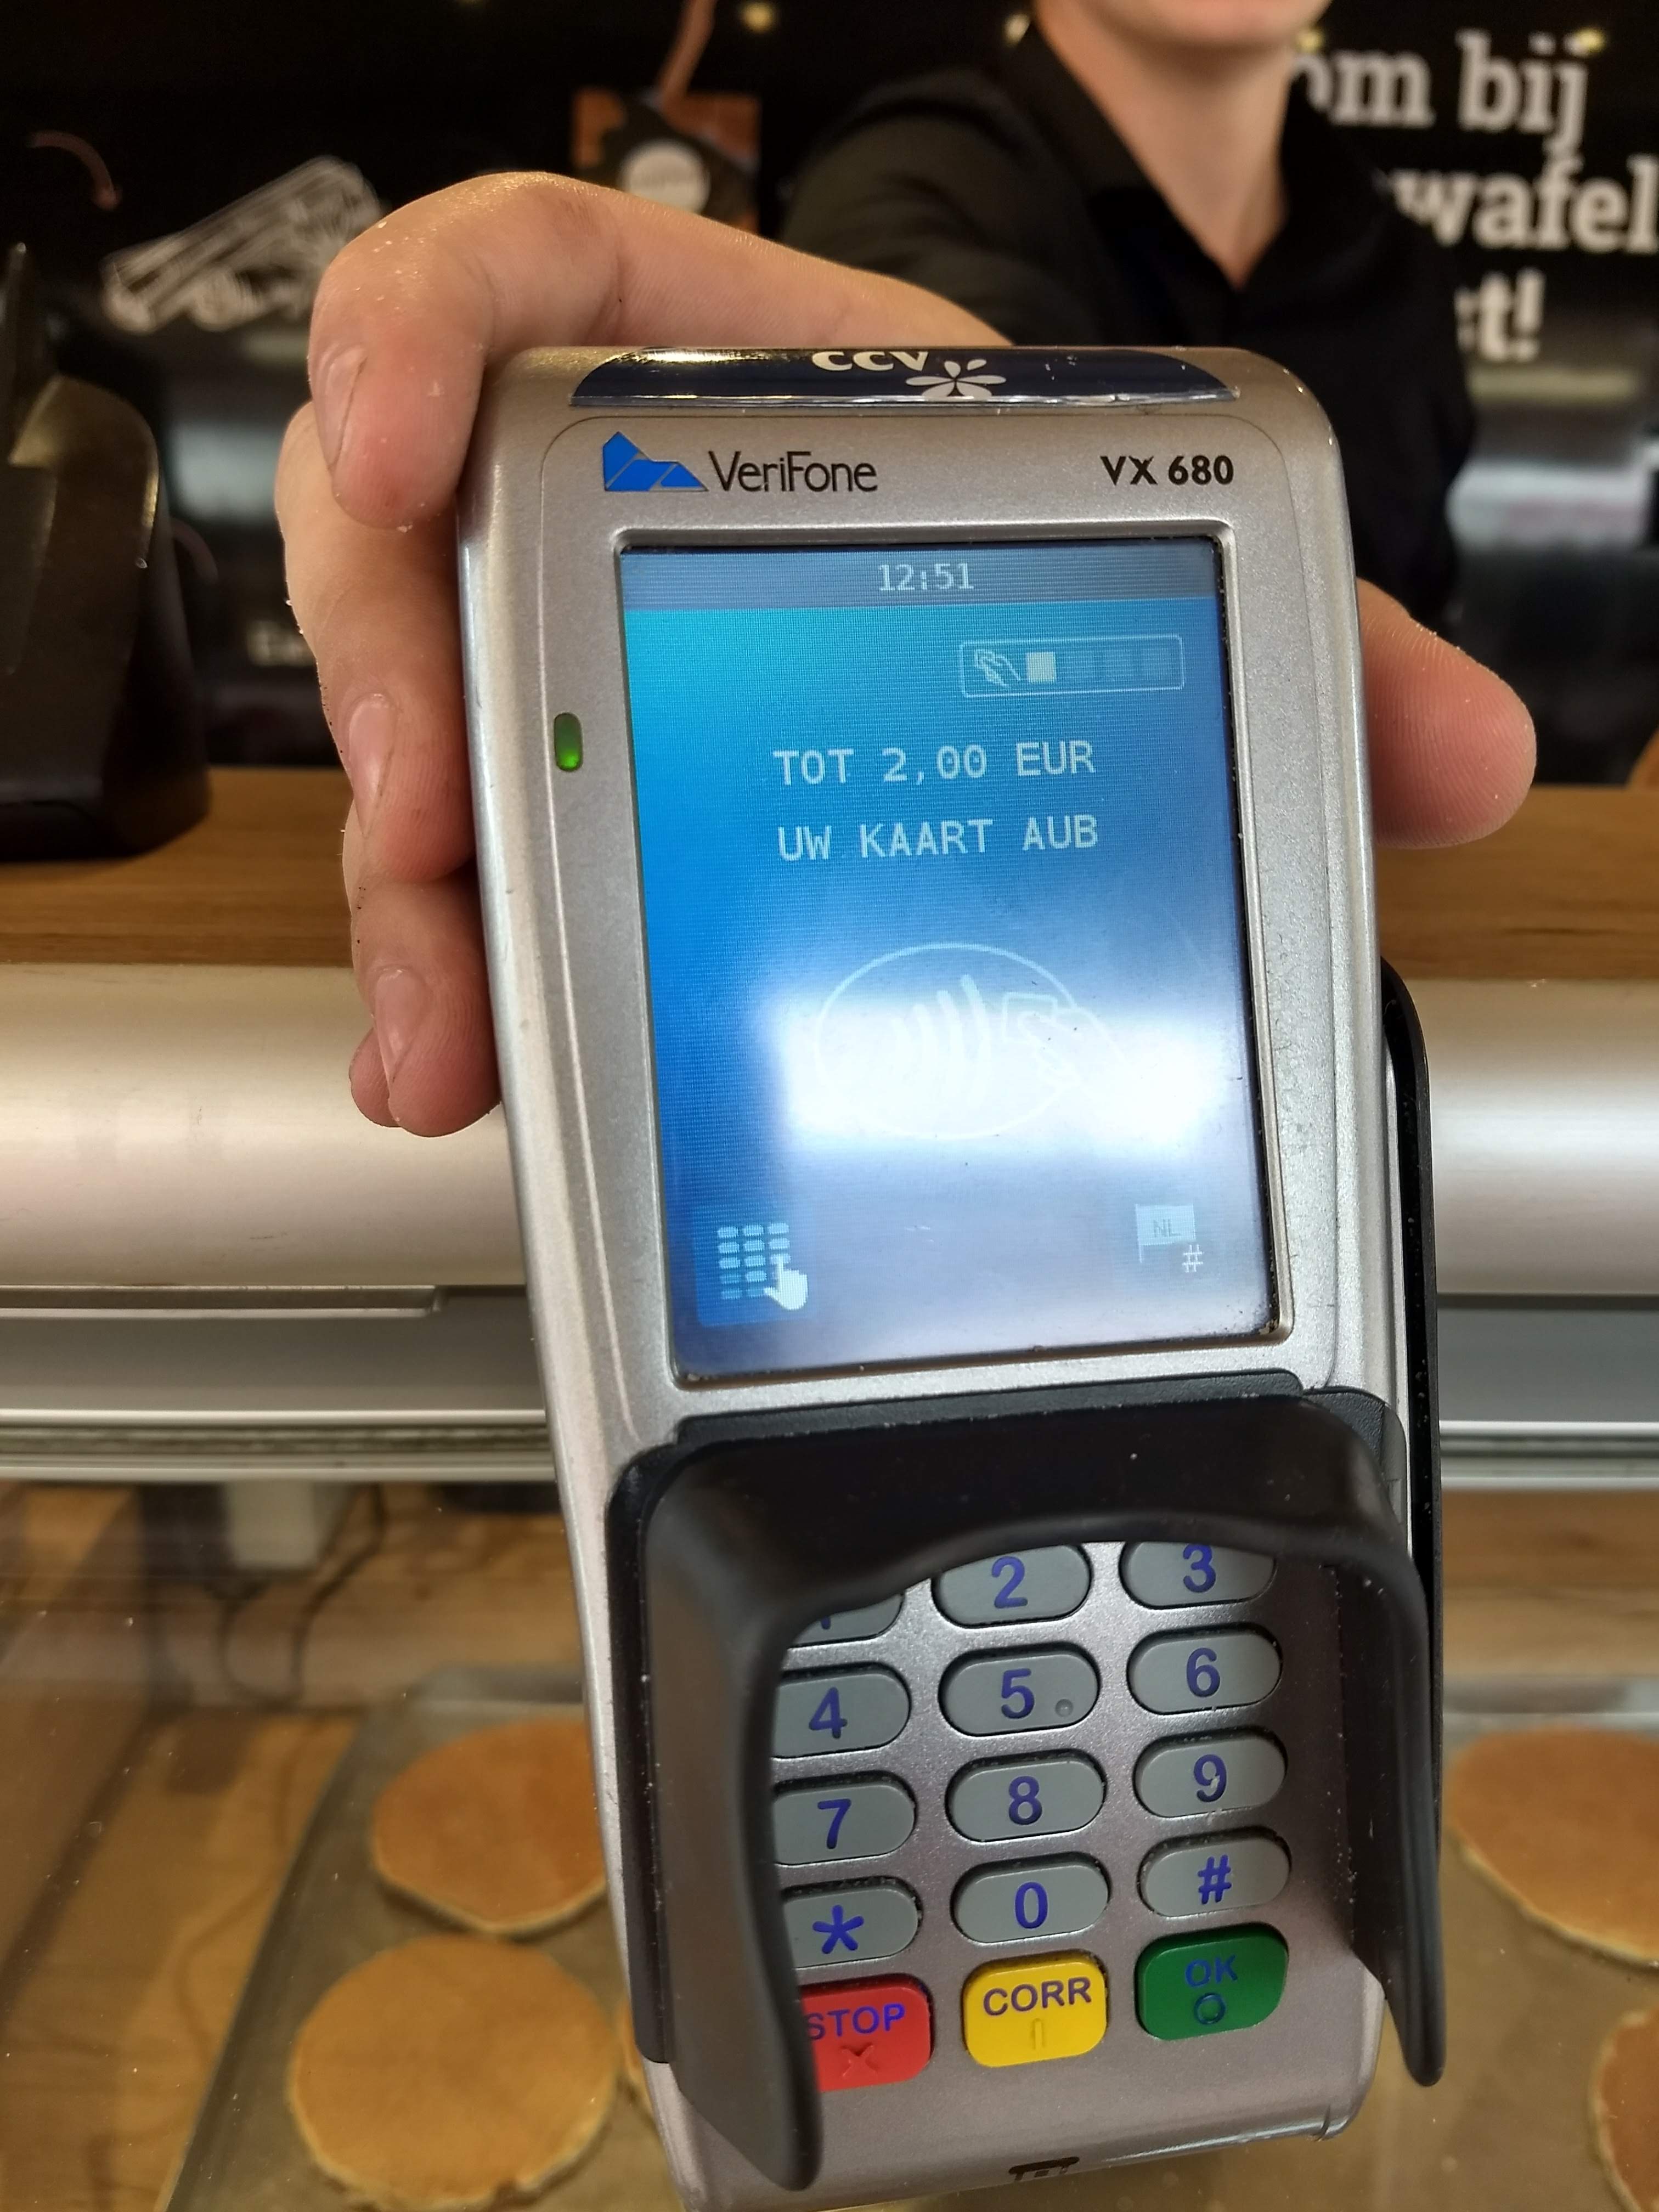 om bij
wafel
st!
CCV
VeriFone
VX 680
12:51
TOT 2,00 EUR
UW KAART AUB
NL
#
2 3
4 5 6
7 8 9
* 0 #
STOP CORR OK